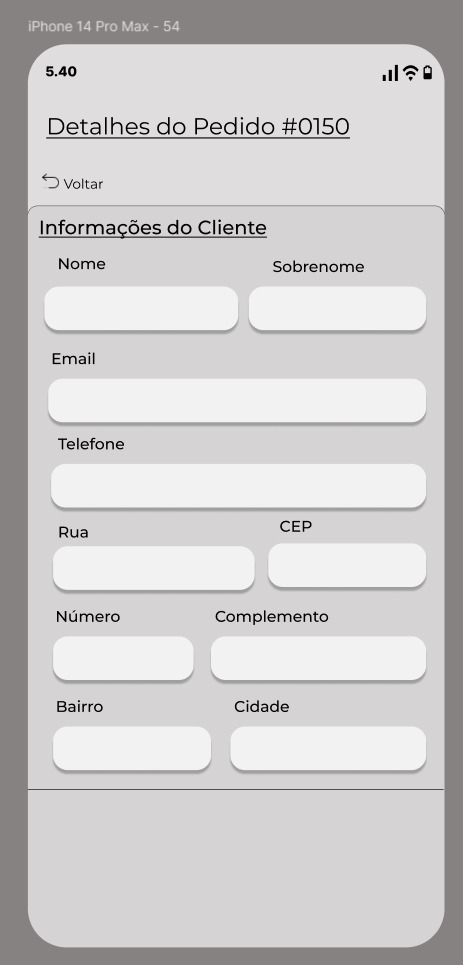 iPhone 14 Pro Max - 54
5.40
Detalhes do Pedido #0150
Voltar
Informações do Cliente
Nome
Sobrenome
Email
Telefone
Rua
CEP
Número
Complemento
Bairro
Cidade